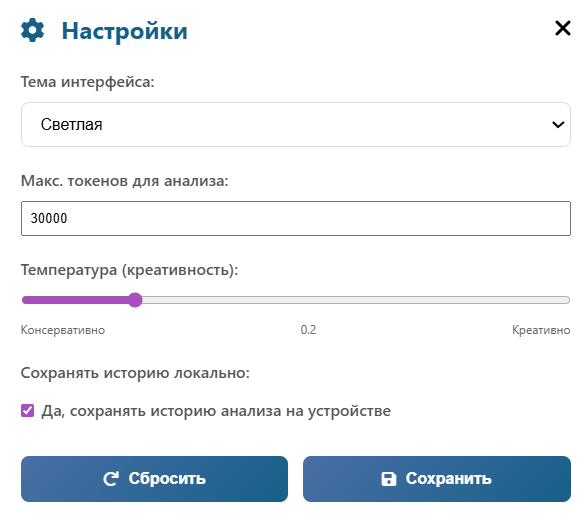 Настройки
Тема интерфейса:
Светлая
Макс. токенов для анализа:
30000
Температура (креативность):
Консервативно 0.2 Креативно
Сохранять историю локально:
Да, сохранять историю анализа на устройстве
Сбросить Сохранить